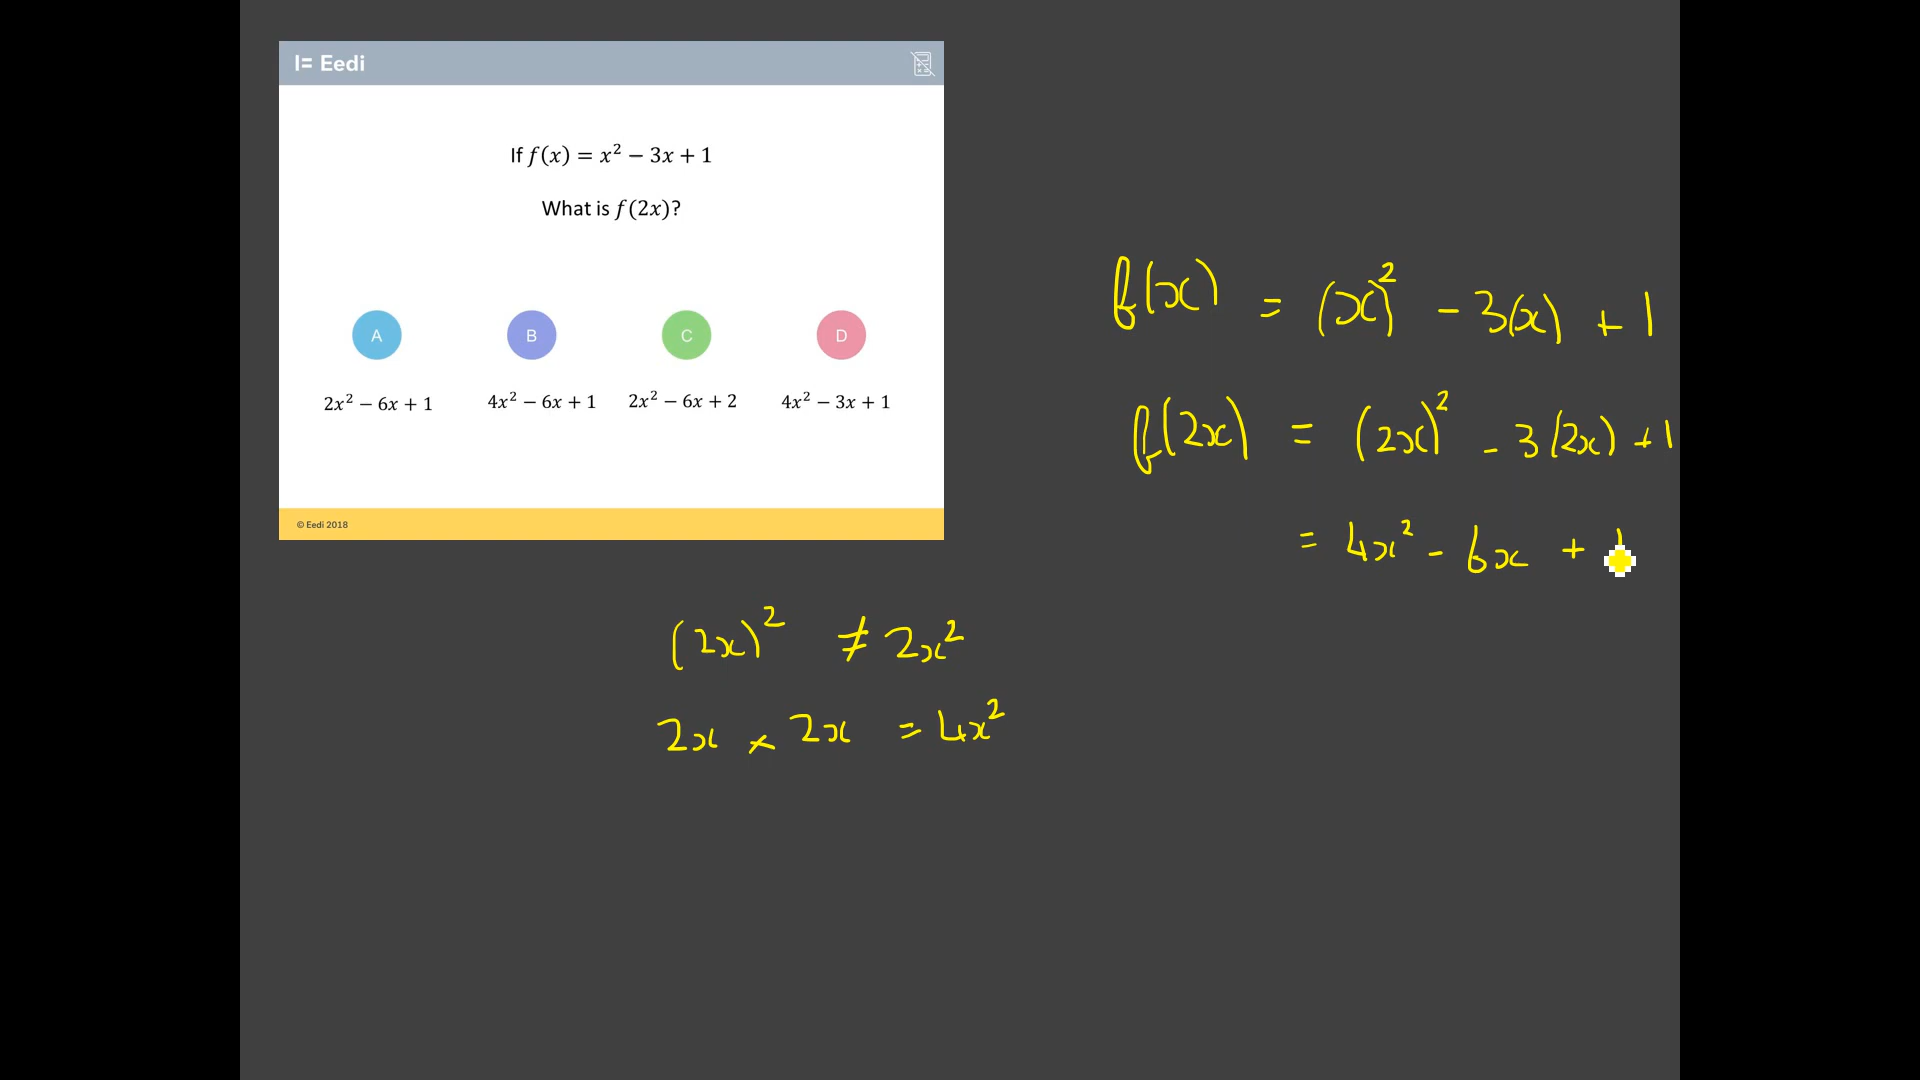 Eedi
If f(x) = x² − 3x + 1
What is f(2x)?
A B C D
2x² − 6x + 1 4x² − 6x + 1 2x² − 6x + 2 4x² − 3x + 1
© Eedi 2018
f(x) = (x)² - 3(x) + 1
f(2x) = (2x)² - 3(2x) + 1
= 4x² - 6x + 1
(2x)² ≠ 2x²
2x × 2x = 4x²